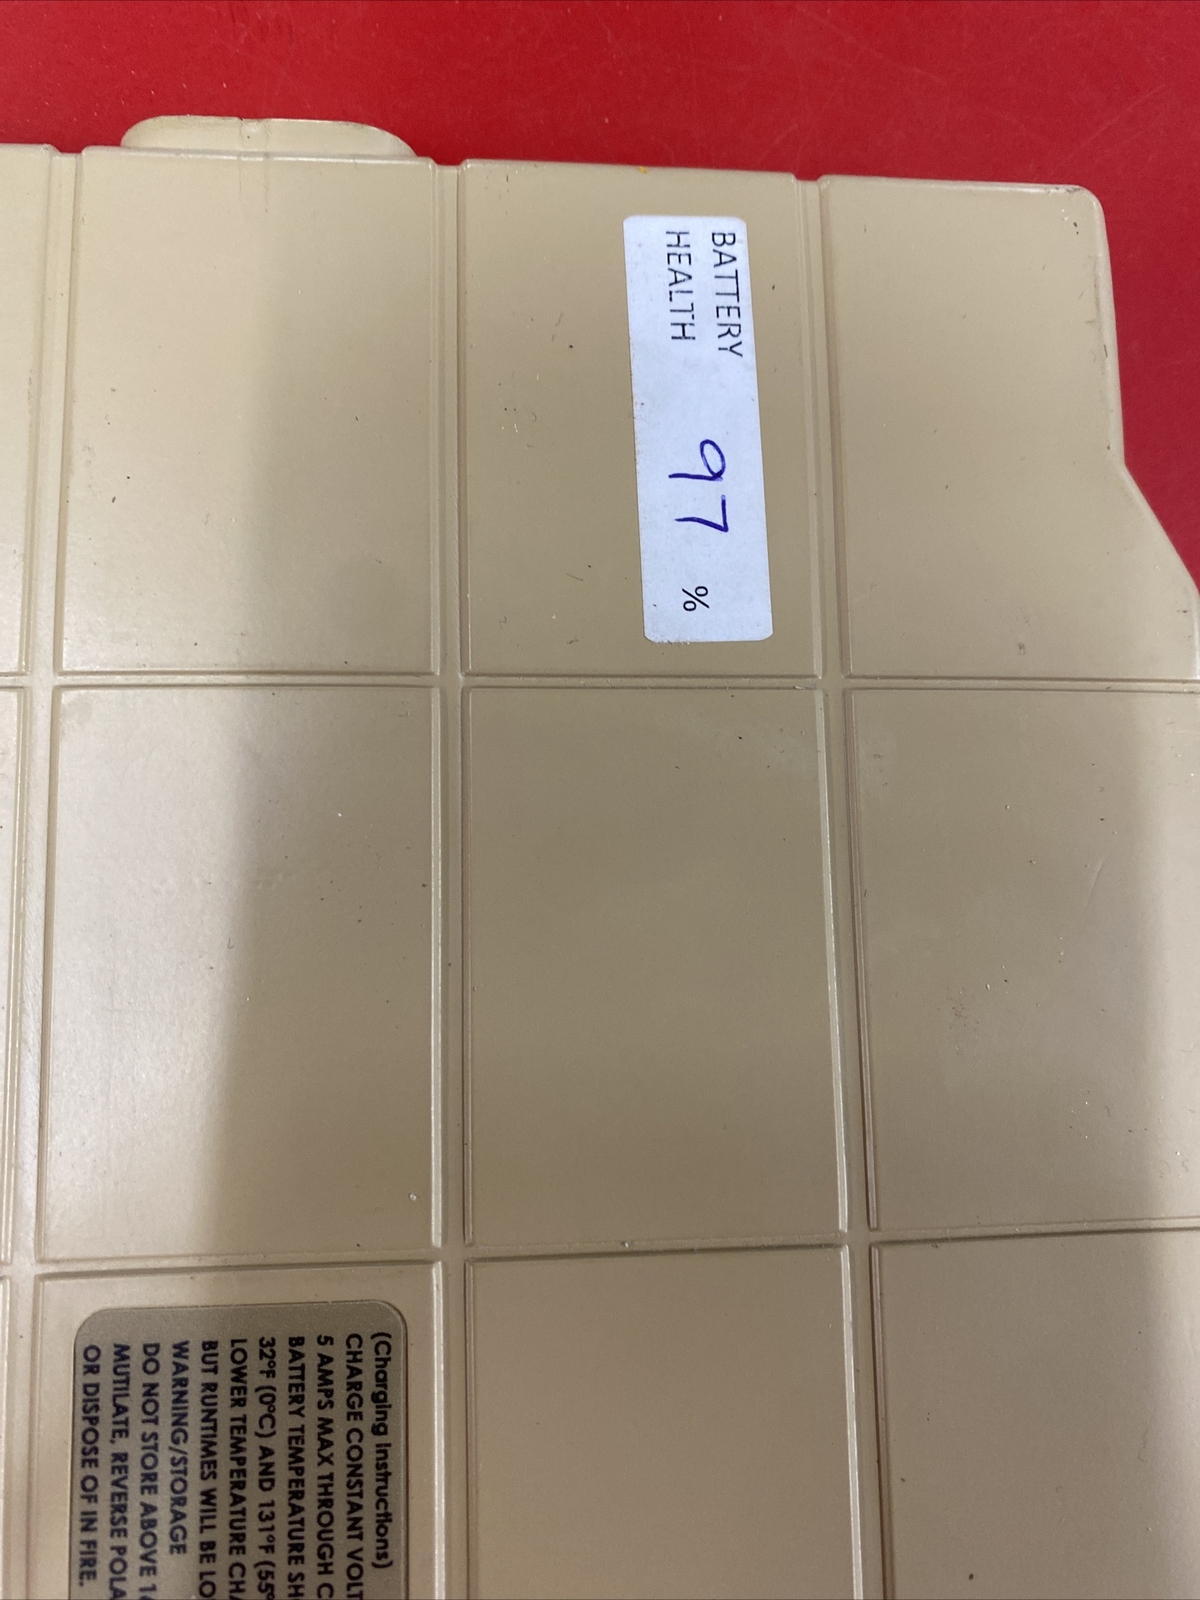 BATTERY
HEALTH 97 %
(Charging Instructions)
CHARGE CONSTANT
5 AMPS MAX THROUGH
BATTERY TEMPERATURE
32°F (0°C) AND 131°F
LOWER TEMPERATURE
BUT RUNTIMES WILL BE
WARNING/STORAGE
DO NOT STORE ABOVE
MUTILATE, REVERSE
OR DISPOSE OF IN FIRE.